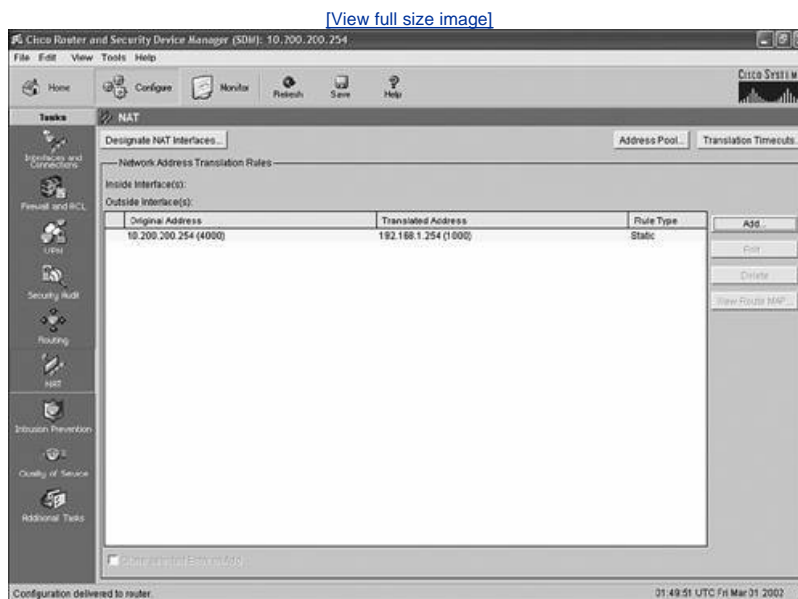 [View full size image]
Cisco Router and Security Device Manager (SDM): 10.200.200.254
File Edit View Tools Help
Home Configure Monitor Refresh Save Help
CISCO SYSTEM
Tasks
NAT
Designate NAT Interfaces...
Address Pool...
Translation Timeouts.
Interfaces and Connections
Network Address Translation Rules
Inside Interface(s):
Outside Interface(s):
Firewall and ACL
Original Address Translated Address Rule Type
10.200.200.254 (4000) 192.168.1.254 (1000) Static
Add...
Edit...
Delete
View Route MAP...
VPN
Security Audit
Routing
NAT
Intrusion Prevention
Quality of Service
Additional Tasks
Configuration delivered to router.
01:49:51 UTC Fri Mar 01 2002